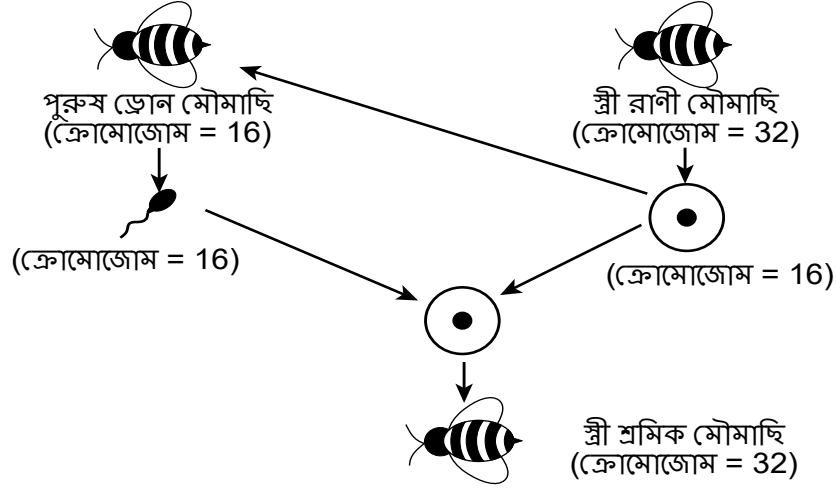 পুরুষ ড্রোন মৌমাছি
(ক্রোমোজোম = 16)
স্ত্রী রাণী মৌমাছি
(ক্রোমোজোম = 32)
(ক্রোমোজোম = 16)
(ক্রোমোজোম = 16)
স্ত্রী শ্রমিক মৌমাছি
(ক্রোমোজোম = 32)